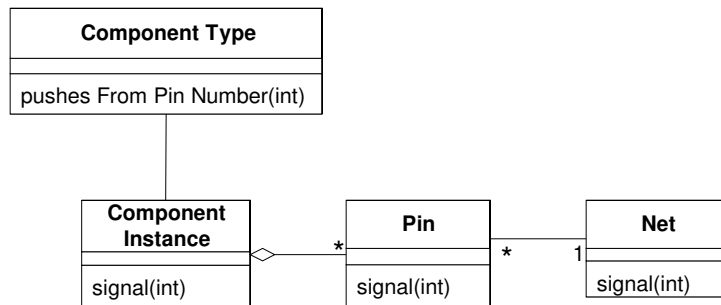 Component Type
pushes From Pin Number(int)
Component
Instance
signal(int)
*
Pin
signal(int)
*
1
Net
signal(int)